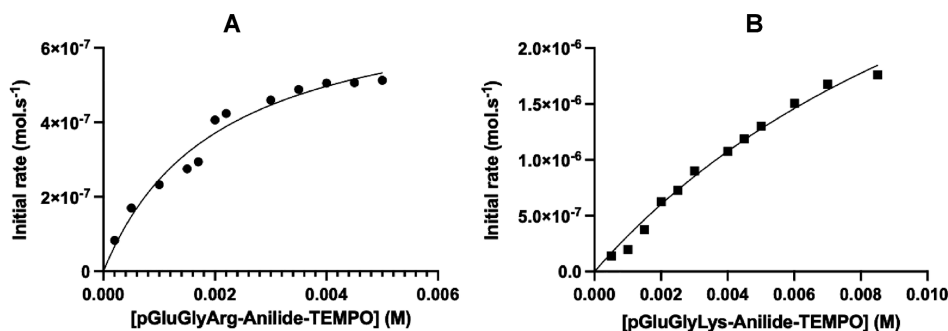 A
6×10⁻⁷
4×10⁻⁷
2×10⁻⁷
0
Initial rate (mol.s⁻¹)
0.000 0.002 0.004 0.006
[pGluGlyArg-Anilide-TEMPO] (M)
B
2.0×10⁻⁶
1.5×10⁻⁶
1.0×10⁻⁶
5.0×10⁻⁷
0.0
Initial rate (mol.s⁻¹)
0.000 0.002 0.004 0.006 0.008 0.010
[pGluGlyLys-Anilide-TEMPO] (M)